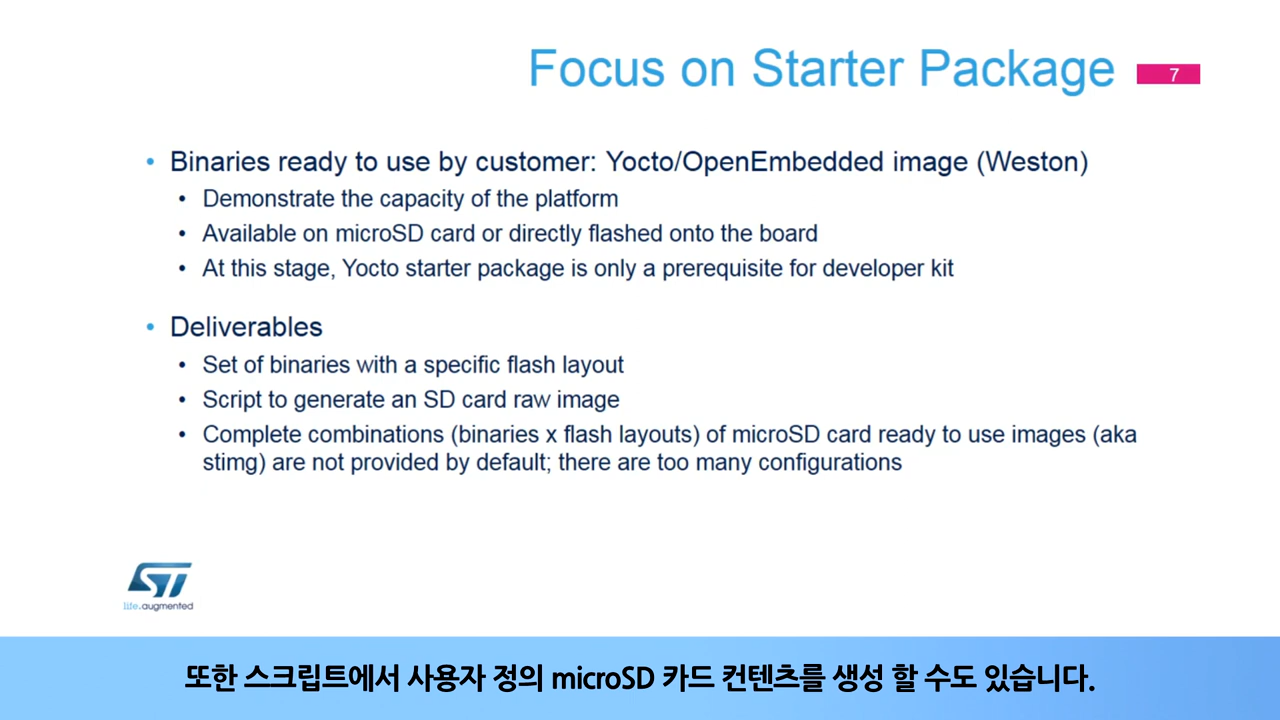 Focus on Starter Package
7
• Binaries ready to use by customer: Yocto/OpenEmbedded image (Weston)
• Demonstrate the capacity of the platform
• Available on microSD card or directly flashed onto the board
• At this stage, Yocto starter package is only a prerequisite for developer kit
• Deliverables
• Set of binaries with a specific flash layout
• Script to generate an SD card raw image
• Complete combinations (binaries x flash layouts) of microSD card ready to use images (aka
stimg) are not provided by default; there are too many configurations
ST
life.augmented
또한 스크립트에서 사용자 정의 microSD 카드 컨텐츠를 생성 할 수도 있습니다.